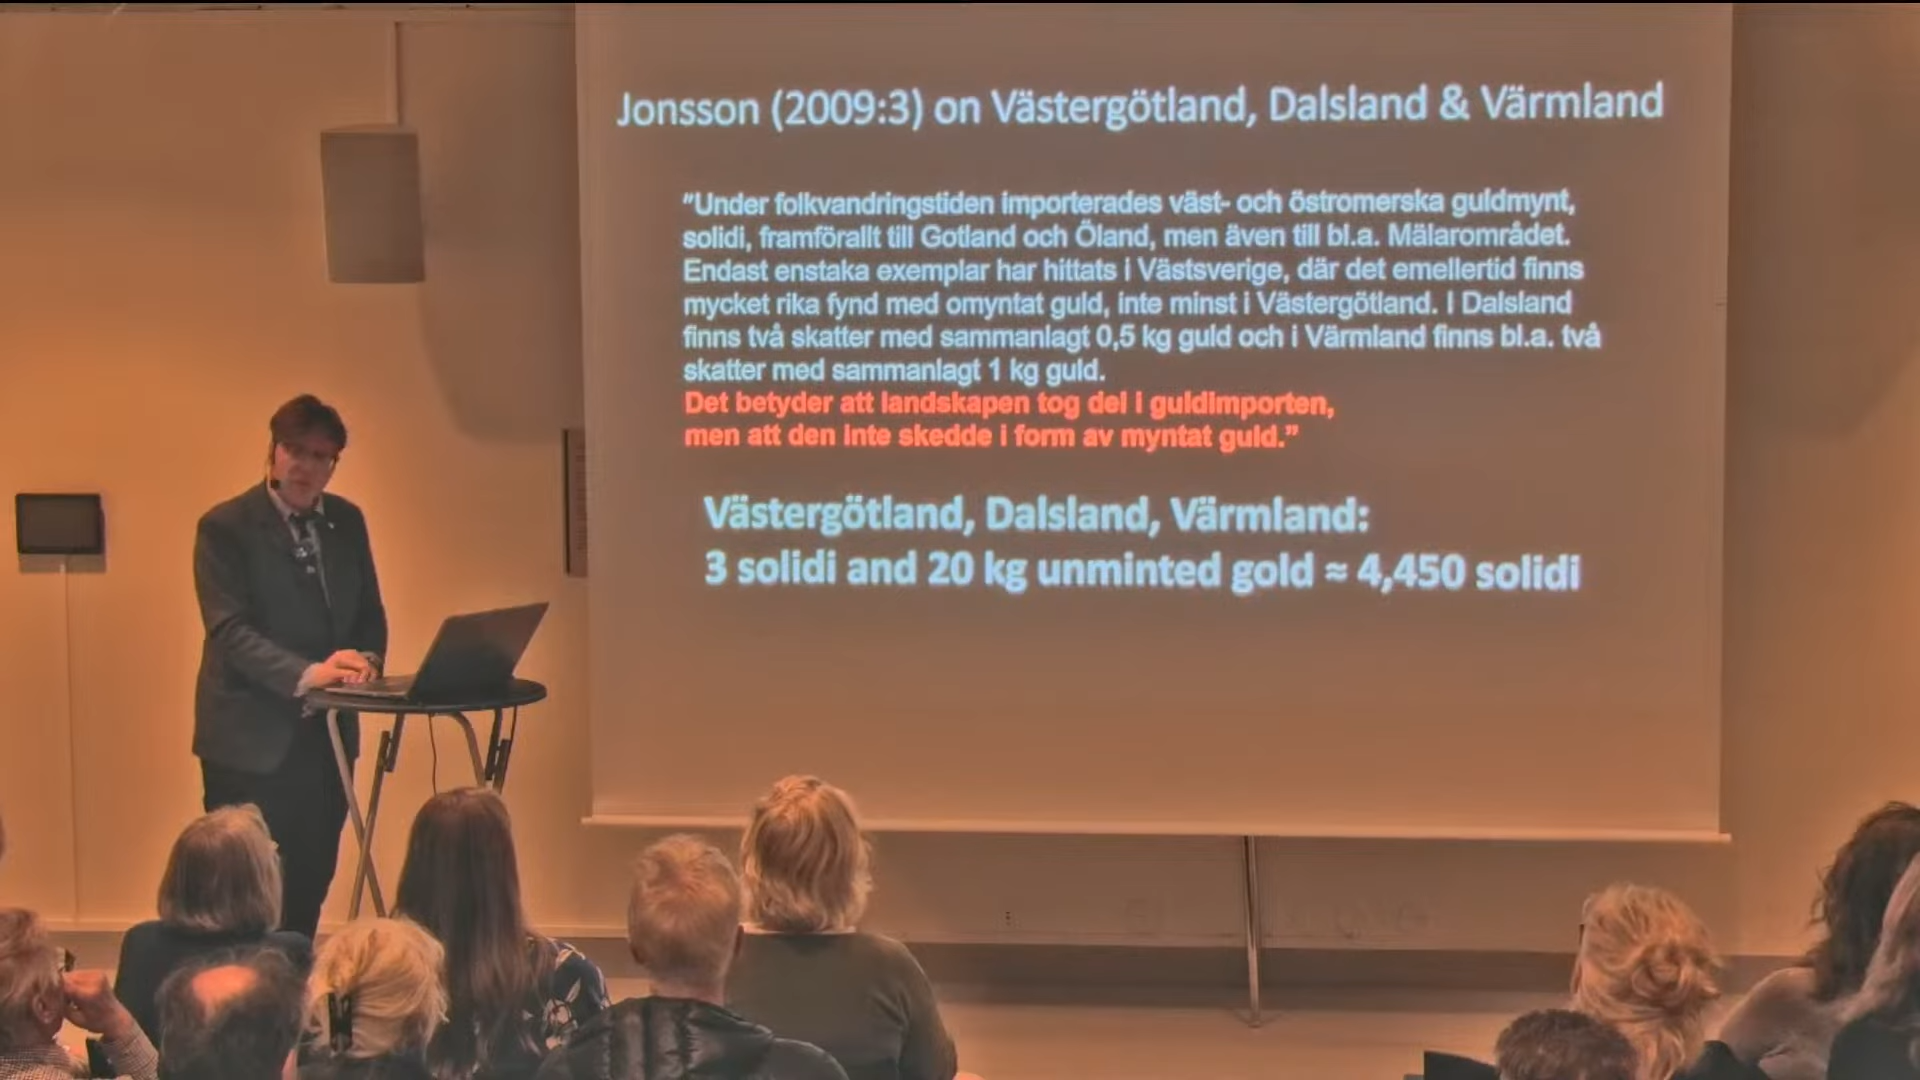 Jonsson (2009:3) on Västergötland, Dalsland & Värmland
”Under folkvandringstiden importerades väst- och östromerska guldmynt,
solidi, framförallt till Gotland och Öland, men även till bl.a. Mälarområdet.
Endast enstaka exemplar har hittats i Västsverige, där det emellertid finns
mycket rika fynd med omyntat guld, inte minst i Västergötland. I Dalsland
finns två skatter med sammanlagt 0,5 kg guld och i Värmland finns bl.a. två
skatter med sammanlagt 1 kg guld.
Det betyder att landskapen tog del i guldimporten,
men att den inte skedde i form av myntat guld.”
Västergötland, Dalsland, Värmland:
3 solidi and 20 kg unminted gold ≈ 4,450 solidi